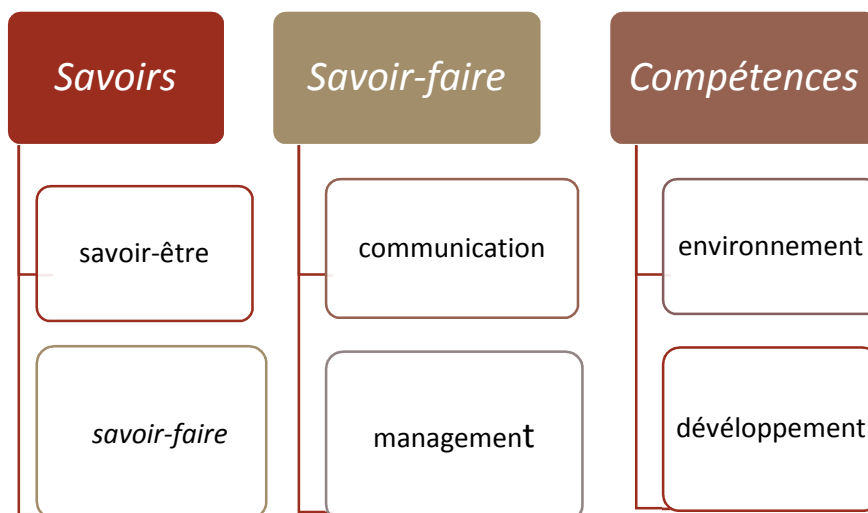 Savoirs
Savoir-faire
Compétences
savoir-être
communication
environnement
savoir-faire
management
dévéloppement